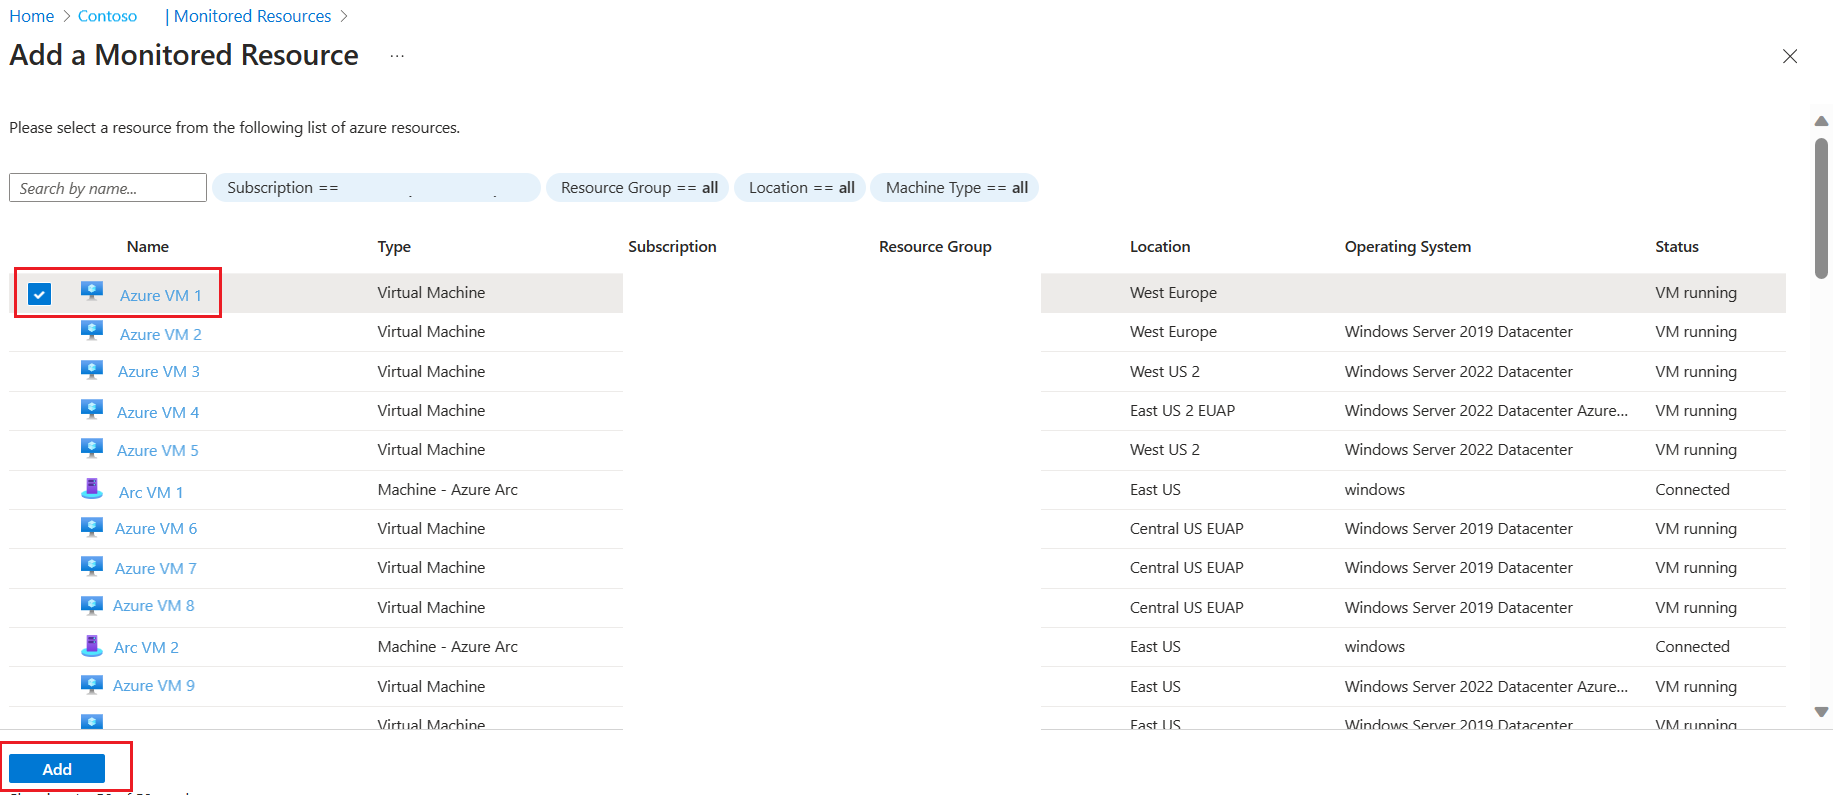 Home > Contoso | Monitored Resources >
Add a Monitored Resource ...
Please select a resource from the following list of azure resources.
Search by name... Subscription == Resource Group == all Location == all Machine Type == all
Name Type Subscription Resource Group Location Operating System Status
Azure VM 1 Virtual Machine West Europe VM running
Azure VM 2 Virtual Machine West Europe Windows Server 2019 Datacenter VM running
Azure VM 3 Virtual Machine West US 2 Windows Server 2022 Datacenter VM running
Azure VM 4 Virtual Machine East US 2 EUAP Windows Server 2022 Datacenter Azure... VM running
Azure VM 5 Virtual Machine West US 2 Windows Server 2022 Datacenter VM running
Arc VM 1 Machine - Azure Arc East US windows Connected
Azure VM 6 Virtual Machine Central US EUAP Windows Server 2019 Datacenter VM running
Azure VM 7 Virtual Machine Central US EUAP Windows Server 2019 Datacenter VM running
Azure VM 8 Virtual Machine Central US EUAP Windows Server 2019 Datacenter VM running
Arc VM 2 Machine - Azure Arc East US windows Connected
Azure VM 9 Virtual Machine East US Windows Server 2022 Datacenter Azure... VM running
Virtual Machine East US Windows Server 2019 Datacenter VM running
Add